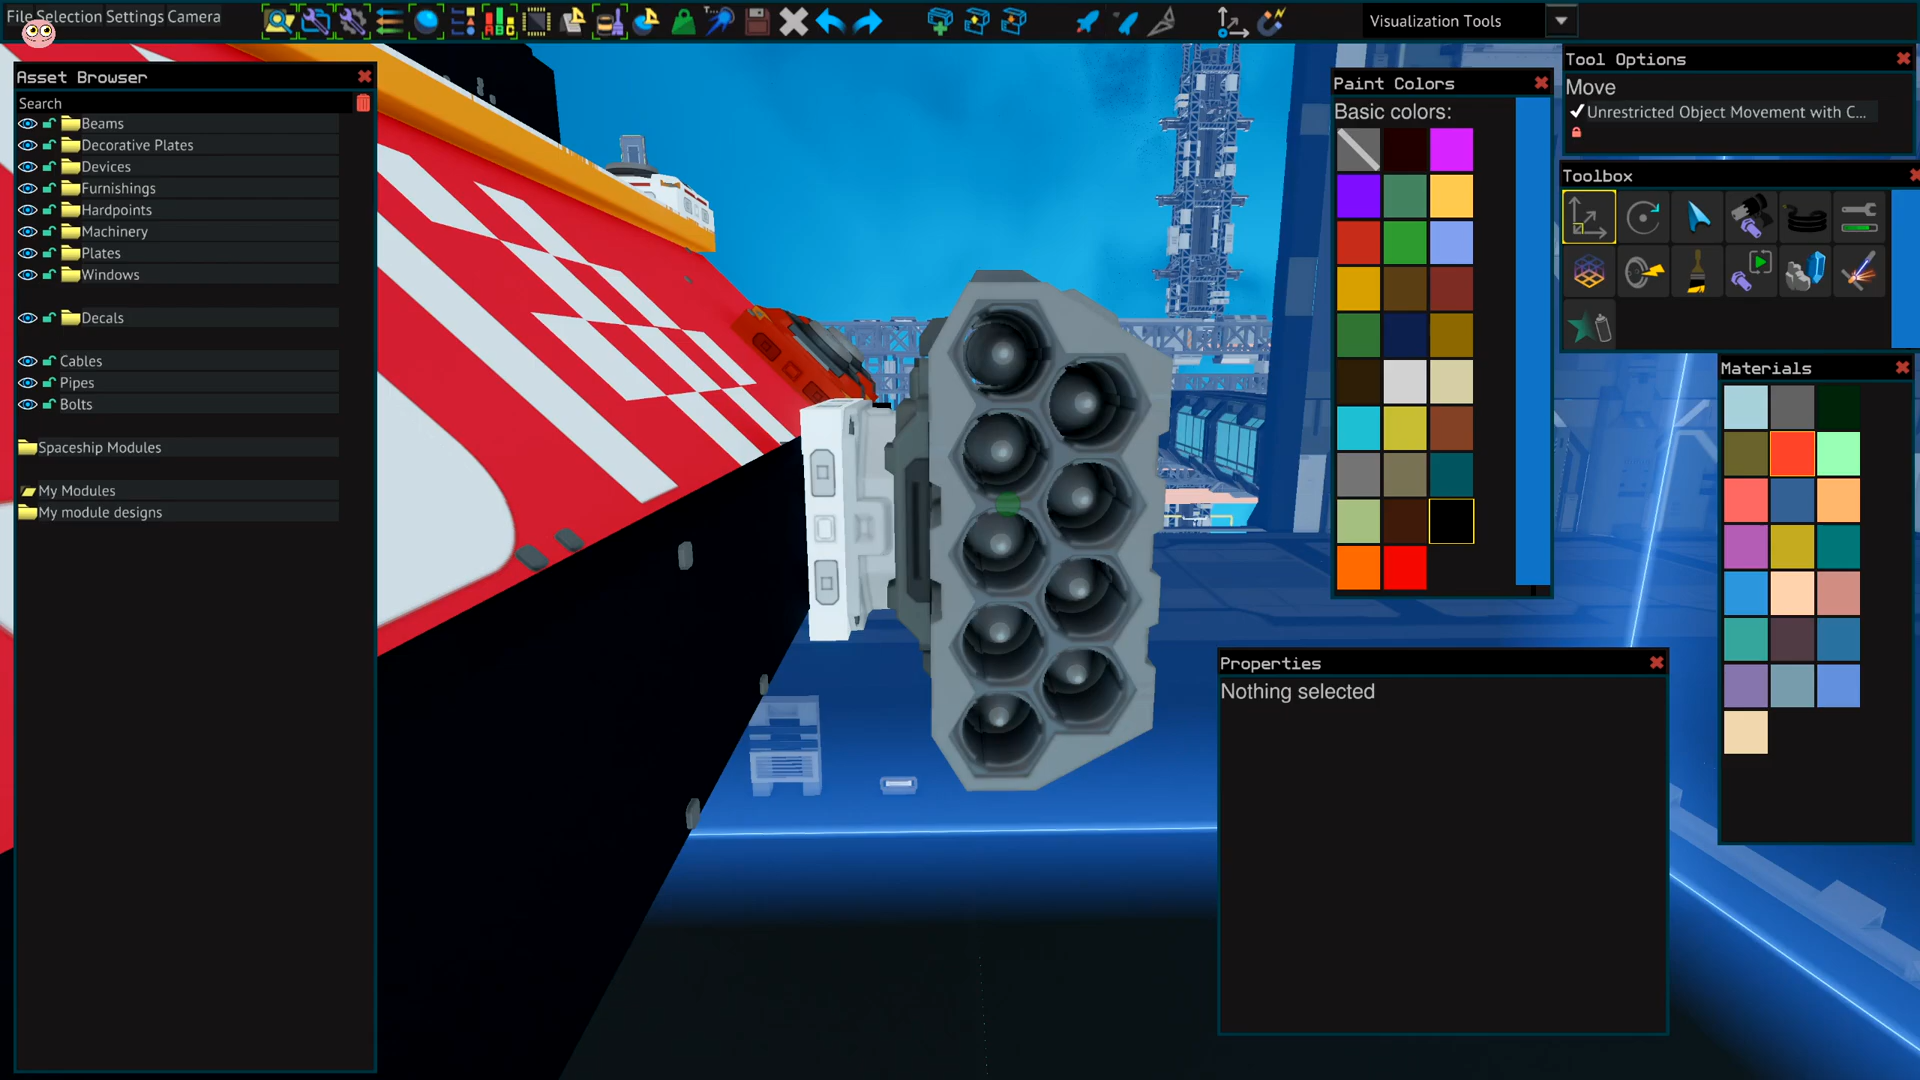 File Selection Settings Camera
Visualization Tools
Asset Browser
Search
Beams
Decorative Plates
Devices
Furnishings
Hardpoints
Machinery
Plates
Windows
Decals
Cables
Pipes
Bolts
Spaceship Modules
My Modules
My module designs
Paint Colors
Basic colors:
Tool Options
Move
Unrestricted Object Movement with C...
Toolbox
Materials
Properties
Nothing selected